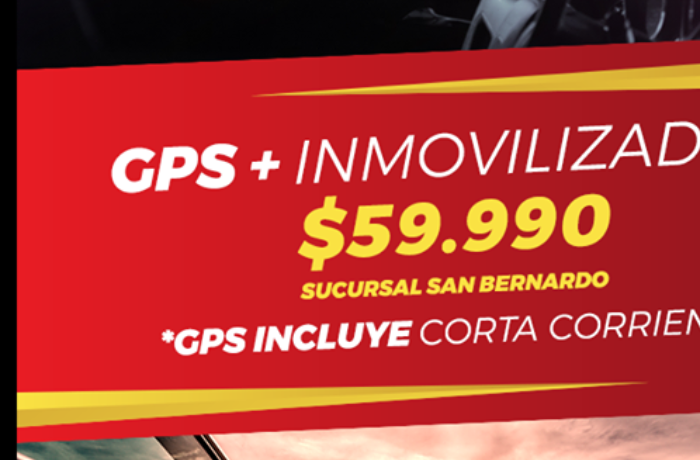 GPS + INMOVILIZAD
$59.990
SUCURSAL SAN BERNARDO
*GPS INCLUYE CORTA CORRIEN